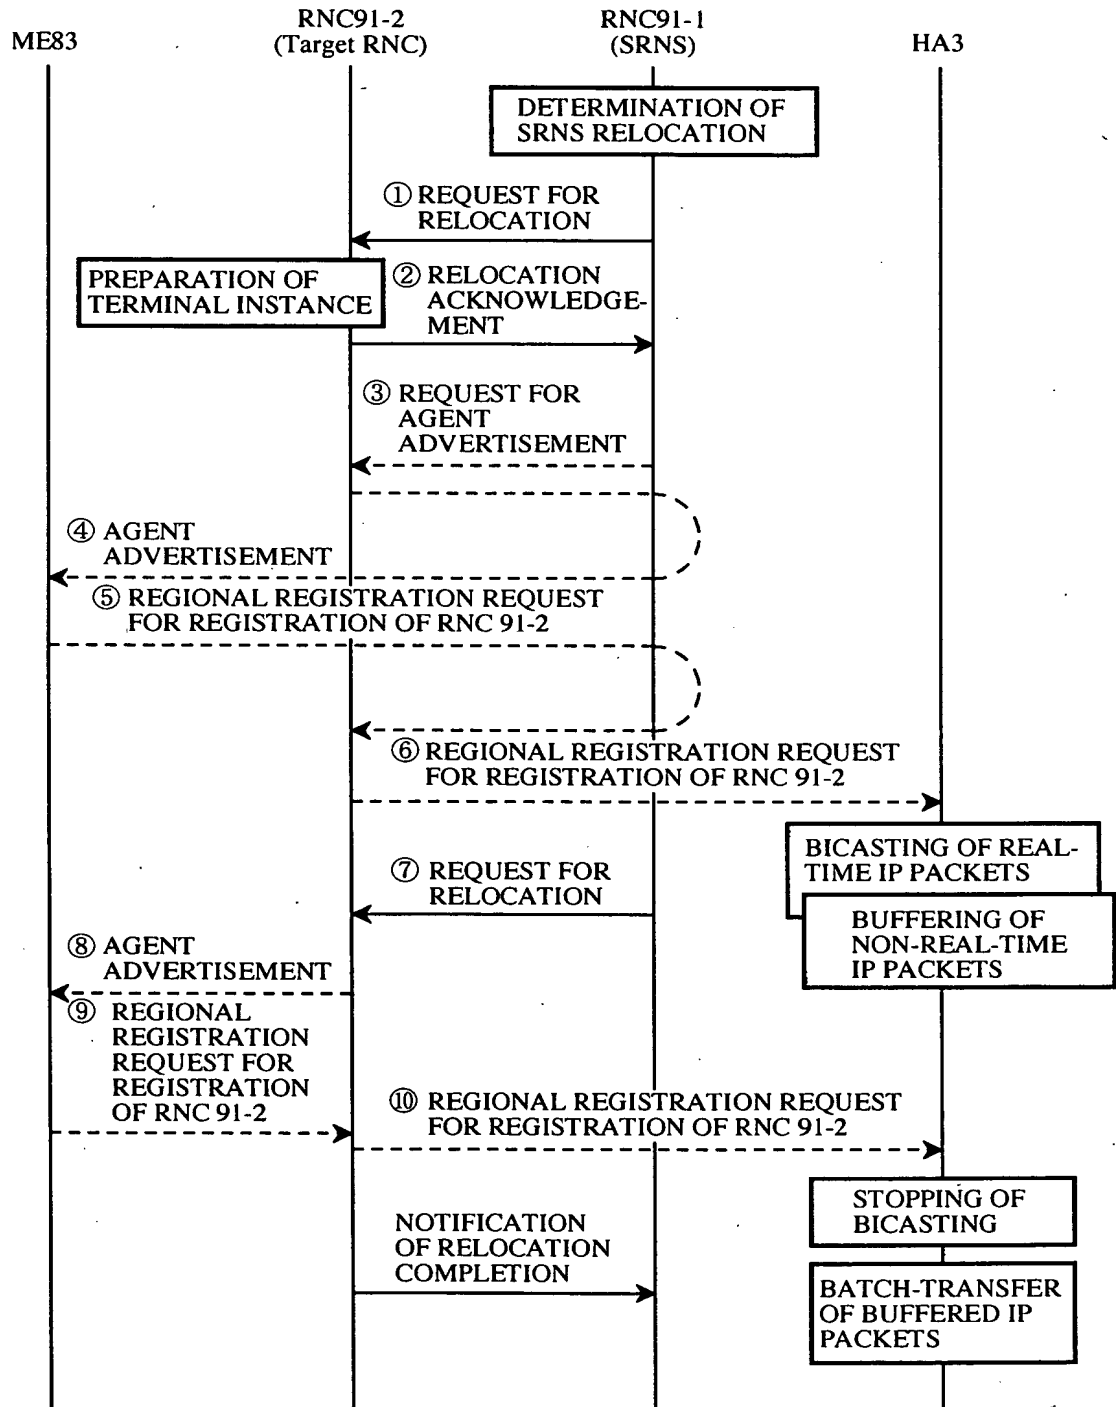 RNC91-2
RNC91-1
ME83
(Target RNC)
(SRNS)
HA3
DETERMINATION OF
SRNS RELOCATION
① REQUEST FOR
RELOCATION
PREPARATION OF
TERMINAL INSTANCE
② RELOCATION
ACKNOWLEDGE-
MENT
③ REQUEST FOR
AGENT
ADVERTISEMENT
④ AGENT
ADVERTISEMENT
⑤ REGIONAL REGISTRATION REQUEST
FOR REGISTRATION OF RNC 91-2
⑥ REGIONAL REGISTRATION REQUEST
FOR REGISTRATION OF RNC 91-2
BICASTING OF REAL-
TIME IP PACKETS
⑦ REQUEST FOR
RELOCATION
BUFFERING OF
NON-REAL-TIME
IP PACKETS
⑧ AGENT
ADVERTISEMENT
⑨ REGIONAL
REGISTRATION
REQUEST FOR
REGISTRATION
OF RNC 91-2
⑩ REGIONAL REGISTRATION REQUEST
FOR REGISTRATION OF RNC 91-2
STOPPING OF
BICASTING
NOTIFICATION
OF RELOCATION
COMPLETION
BATCH-TRANSFER
OF BUFFERED IP
PACKETS